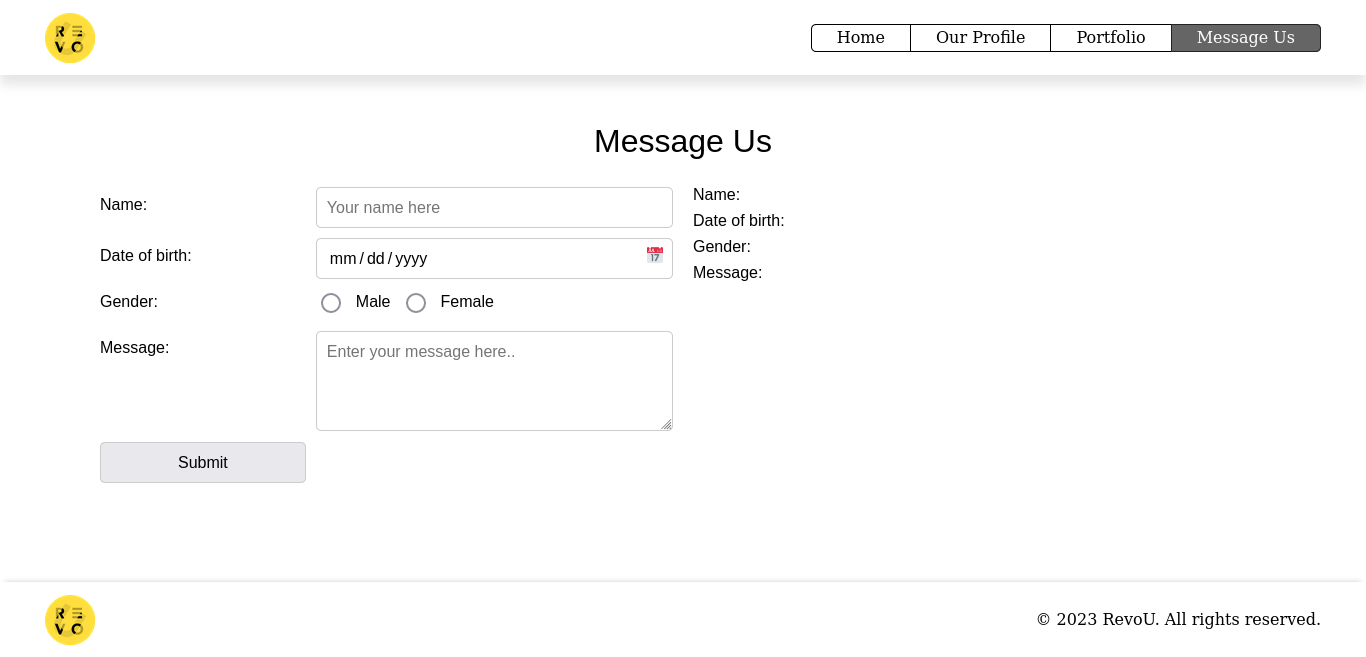 RE
VO
Home
Our Profile
Portfolio
Message Us
Message Us
Name:
Your name here
Date of birth:
mm/dd/yyyy
17
Gender:
Male
Female
Message:
Enter your message here..
Submit
Name:
Date of birth:
Gender:
Message:
RE
VO
© 2023 RevoU. All rights reserved.